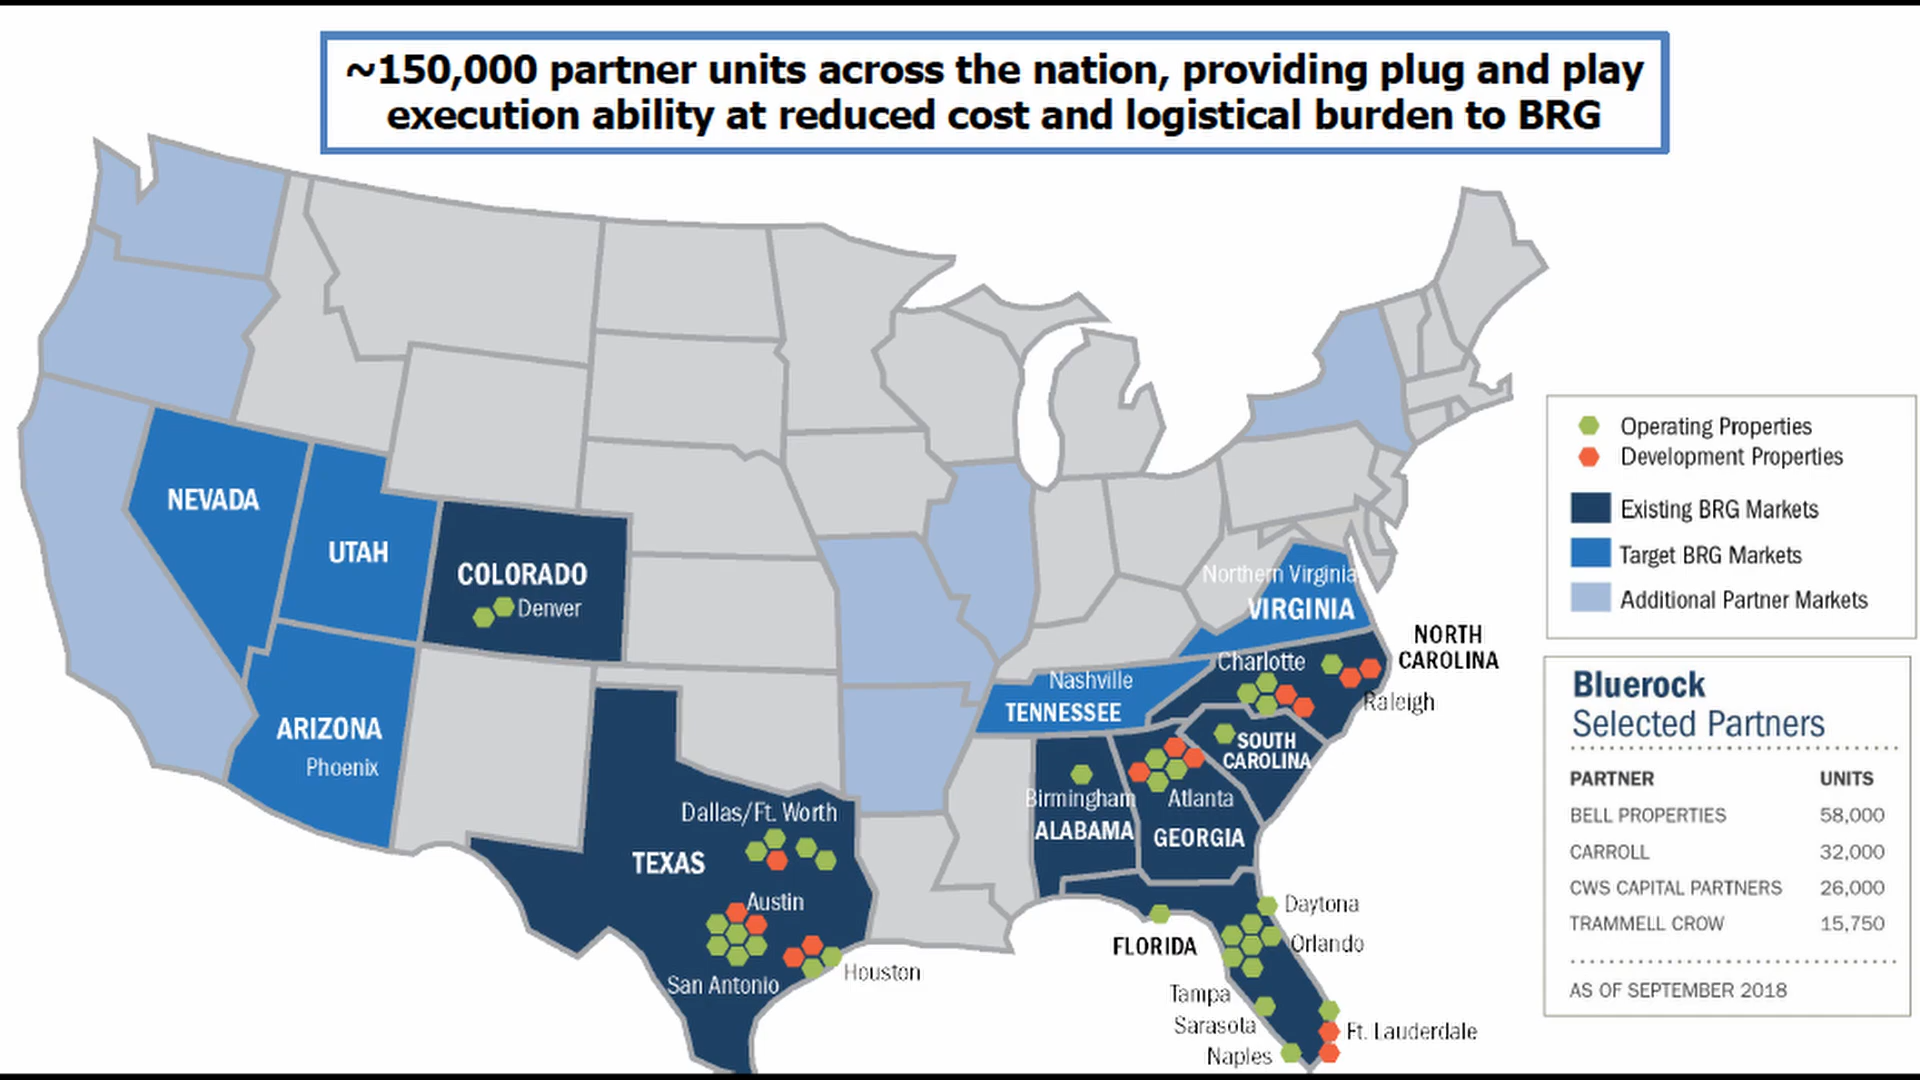 ~150,000 partner units across the nation, providing plug and play
execution ability at reduced cost and logistical burden to BRG
NEVADA
UTAH
COLORADO
Denver
ARIZONA
Phoenix
Northern Virginia
VIRGINIA
NORTH
CAROLINA
Charlotte
Raleigh
Nashville
TENNESSEE
SOUTH
CAROLINA
Birmingham
ALABAMA
Atlanta
GEORGIA
Dallas/Ft. Worth
TEXAS
Austin
San Antonio
Houston
FLORIDA
Daytona
Orlando
Tampa
Sarasota
Naples
Ft. Lauderdale
Operating Properties
Development Properties
Existing BRG Markets
Target BRG Markets
Additional Partner Markets
Bluerock
Selected Partners
PARTNER UNITS
BELL PROPERTIES 58,000
CARROLL 32,000
CWS CAPITAL PARTNERS 26,000
TRAMMELL CROW 15,750
AS OF SEPTEMBER 2018